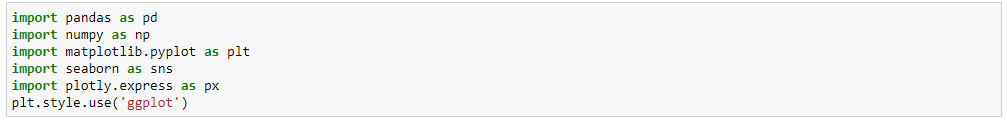 import pandas as pd
import numpy as np
import matplotlib.pyplot as plt
import seaborn as sns
import plotly.express as px
plt.style.use('ggplot')